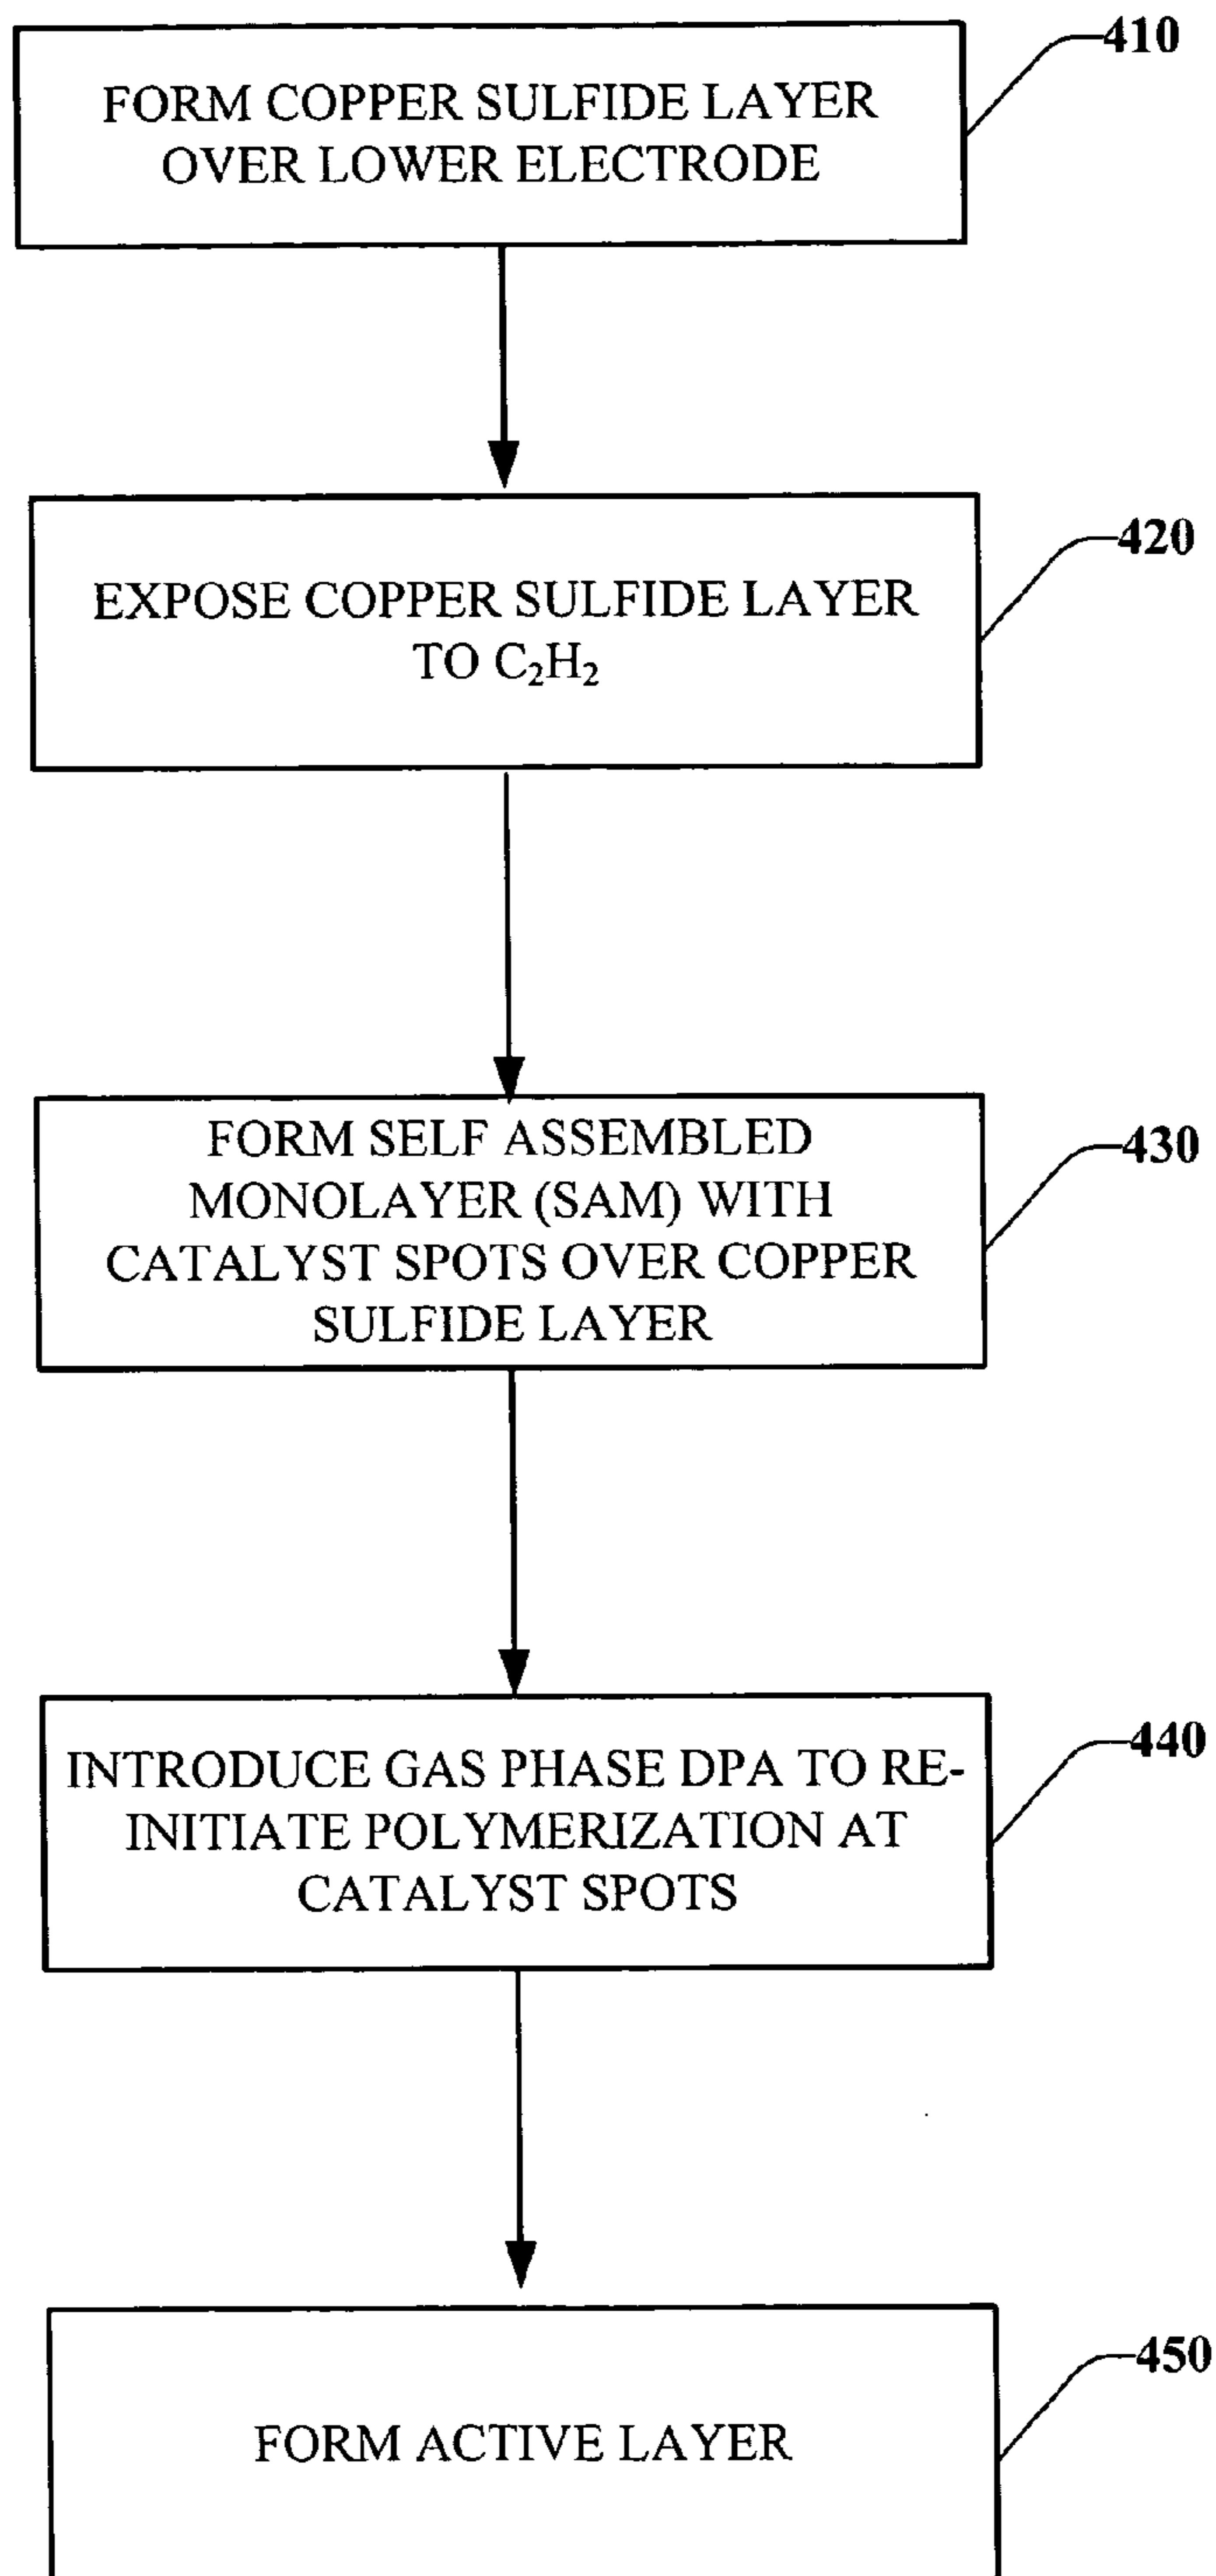 410
FORM COPPER SULFIDE LAYER
OVER LOWER ELECTRODE
420
EXPOSE COPPER SULFIDE LAYER
TO C₂H₂
430
FORM SELF ASSEMBLED
MONOLAYER (SAM) WITH
CATALYST SPOTS OVER COPPER
SULFIDE LAYER
440
INTRODUCE GAS PHASE DPA TO RE-
INITIATE POLYMERIZATION AT
CATALYST SPOTS
450
FORM ACTIVE LAYER